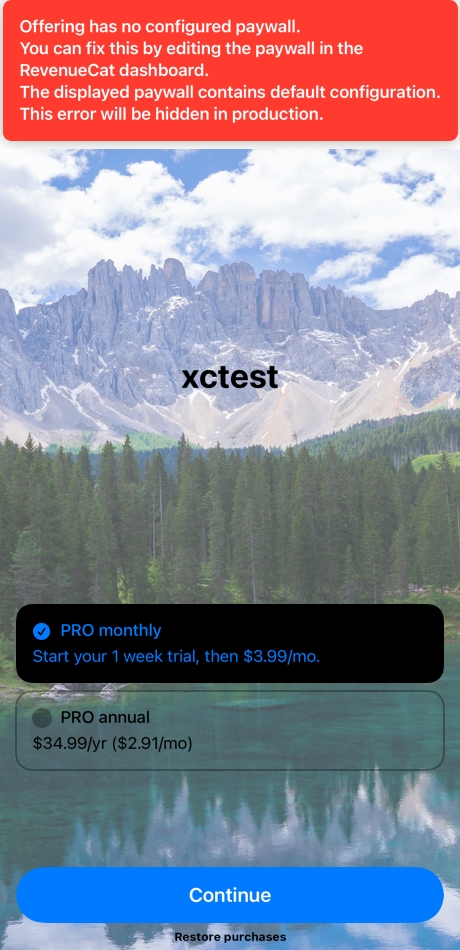 Offering has no configured paywall.
You can fix this by editing the paywall in the
RevenueCat dashboard.
The displayed paywall contains default configuration.
This error will be hidden in production.
xctest
PRO monthly
Start your 1 week trial, then $3.99/mo.
PRO annual
$34.99/yr ($2.91/mo)
Continue
Restore purchases